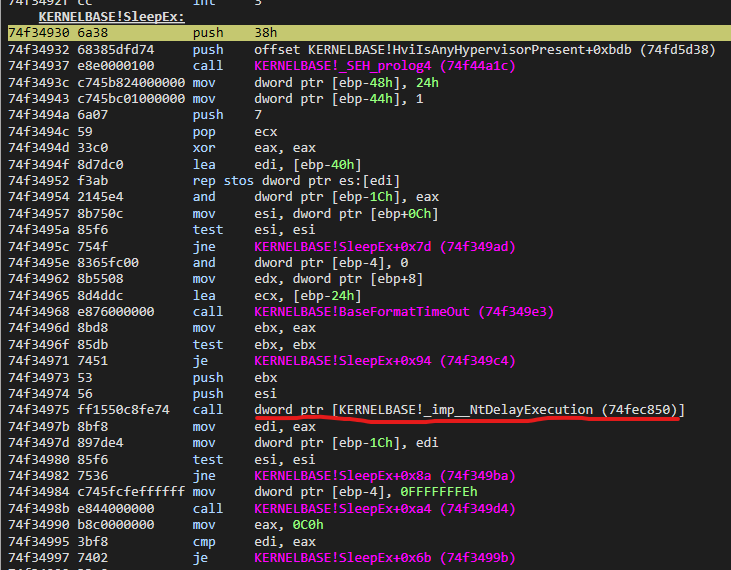 74f3492f cc int 3
KERNELBASE!SleepEx:
74f34930 6a38 push 38h
74f34932 68385dfd74 push offset KERNELBASE!HviIsAnyHypervisorPresent+0xbdb (74fd5d38)
74f34937 e8e0000100 call KERNELBASE!_SEH_prolog4 (74f44a1c)
74f3493c c745b824000000 mov dword ptr [ebp-48h], 24h
74f34943 c745bc01000000 mov dword ptr [ebp-44h], 1
74f3494a 6a07 push 7
74f3494c 59 pop ecx
74f3494d 33c0 xor eax, eax
74f3494f 8d7dc0 lea edi, [ebp-40h]
74f34952 f3ab rep stos dword ptr es:[edi]
74f34954 2145e4 and dword ptr [ebp-1Ch], eax
74f34957 8b750c mov esi, dword ptr [ebp+0Ch]
74f3495a 85f6 test esi, esi
74f3495c 754f jne KERNELBASE!SleepEx+0x7d (74f349ad)
74f3495e 8365fc00 and dword ptr [ebp-4], 0
74f34962 8b5508 mov edx, dword ptr [ebp+8]
74f34965 8d4ddc lea ecx, [ebp-24h]
74f34968 e876000000 call KERNELBASE!BaseFormatTimeOut (74f349e3)
74f3496d 8bd8 mov ebx, eax
74f3496f 85db test ebx, ebx
74f34971 7451 je KERNELBASE!SleepEx+0x94 (74f349c4)
74f34973 53 push ebx
74f34974 56 push esi
74f34975 ff1550c8fe74 call dword ptr [KERNELBASE!_imp__NtDelayExecution (74fec850)]
74f3497b 8bf8 mov edi, eax
74f3497d 897de4 mov dword ptr [ebp-1Ch], edi
74f34980 85f6 test esi, esi
74f34982 7536 jne KERNELBASE!SleepEx+0x8a (74f349ba)
74f34984 c745fcfeffffff mov dword ptr [ebp-4], 0FFFFFFFEh
74f3498b e844000000 call KERNELBASE!SleepEx+0xa4 (74f349d4)
74f34990 b8c0000000 mov eax, 0C0h
74f34995 3bf8 cmp edi, eax
74f34997 7402 je KERNELBASE!SleepEx+0x6b (74f3499b)